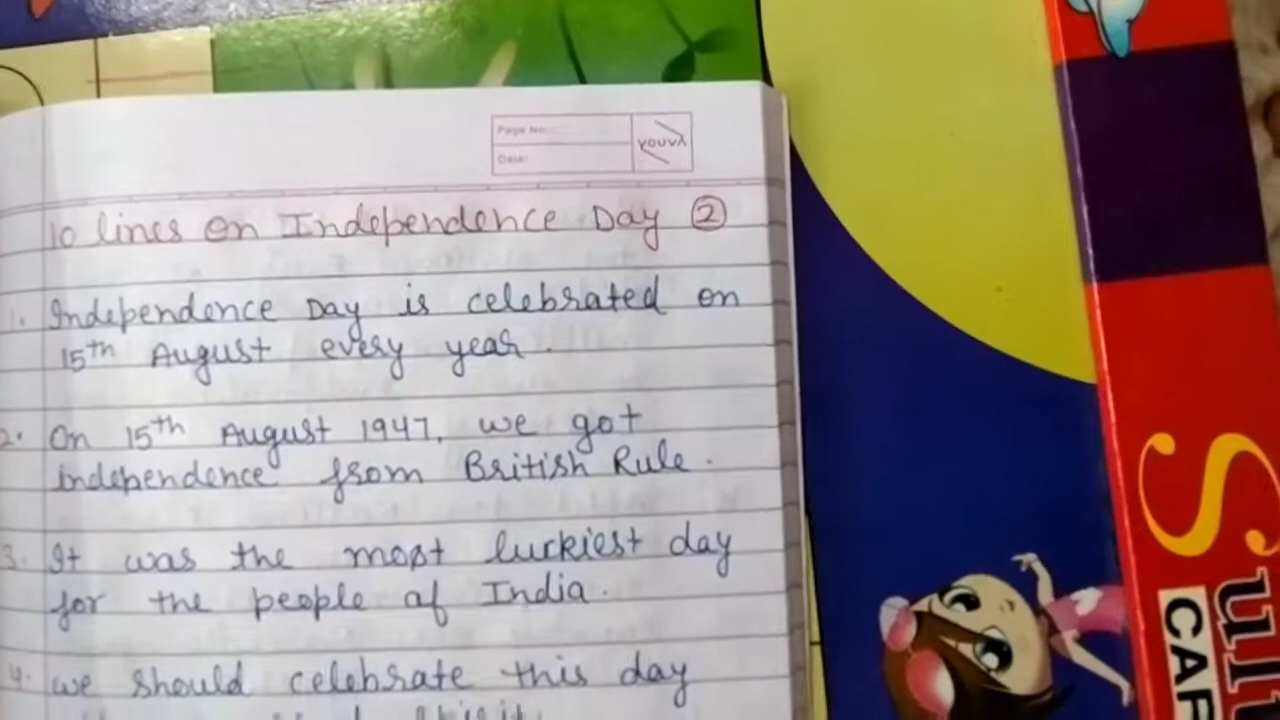 Page No.
Date:
YOUVA
10 lines on Independence Day ②
1. Independence Day is celebrated on
15th August every year.
2. On 15th August 1947, we got
independence from British Rule.
3. It was the most luckiest day
for the people of India.
4. we should celebrate this day
Sul
CAR